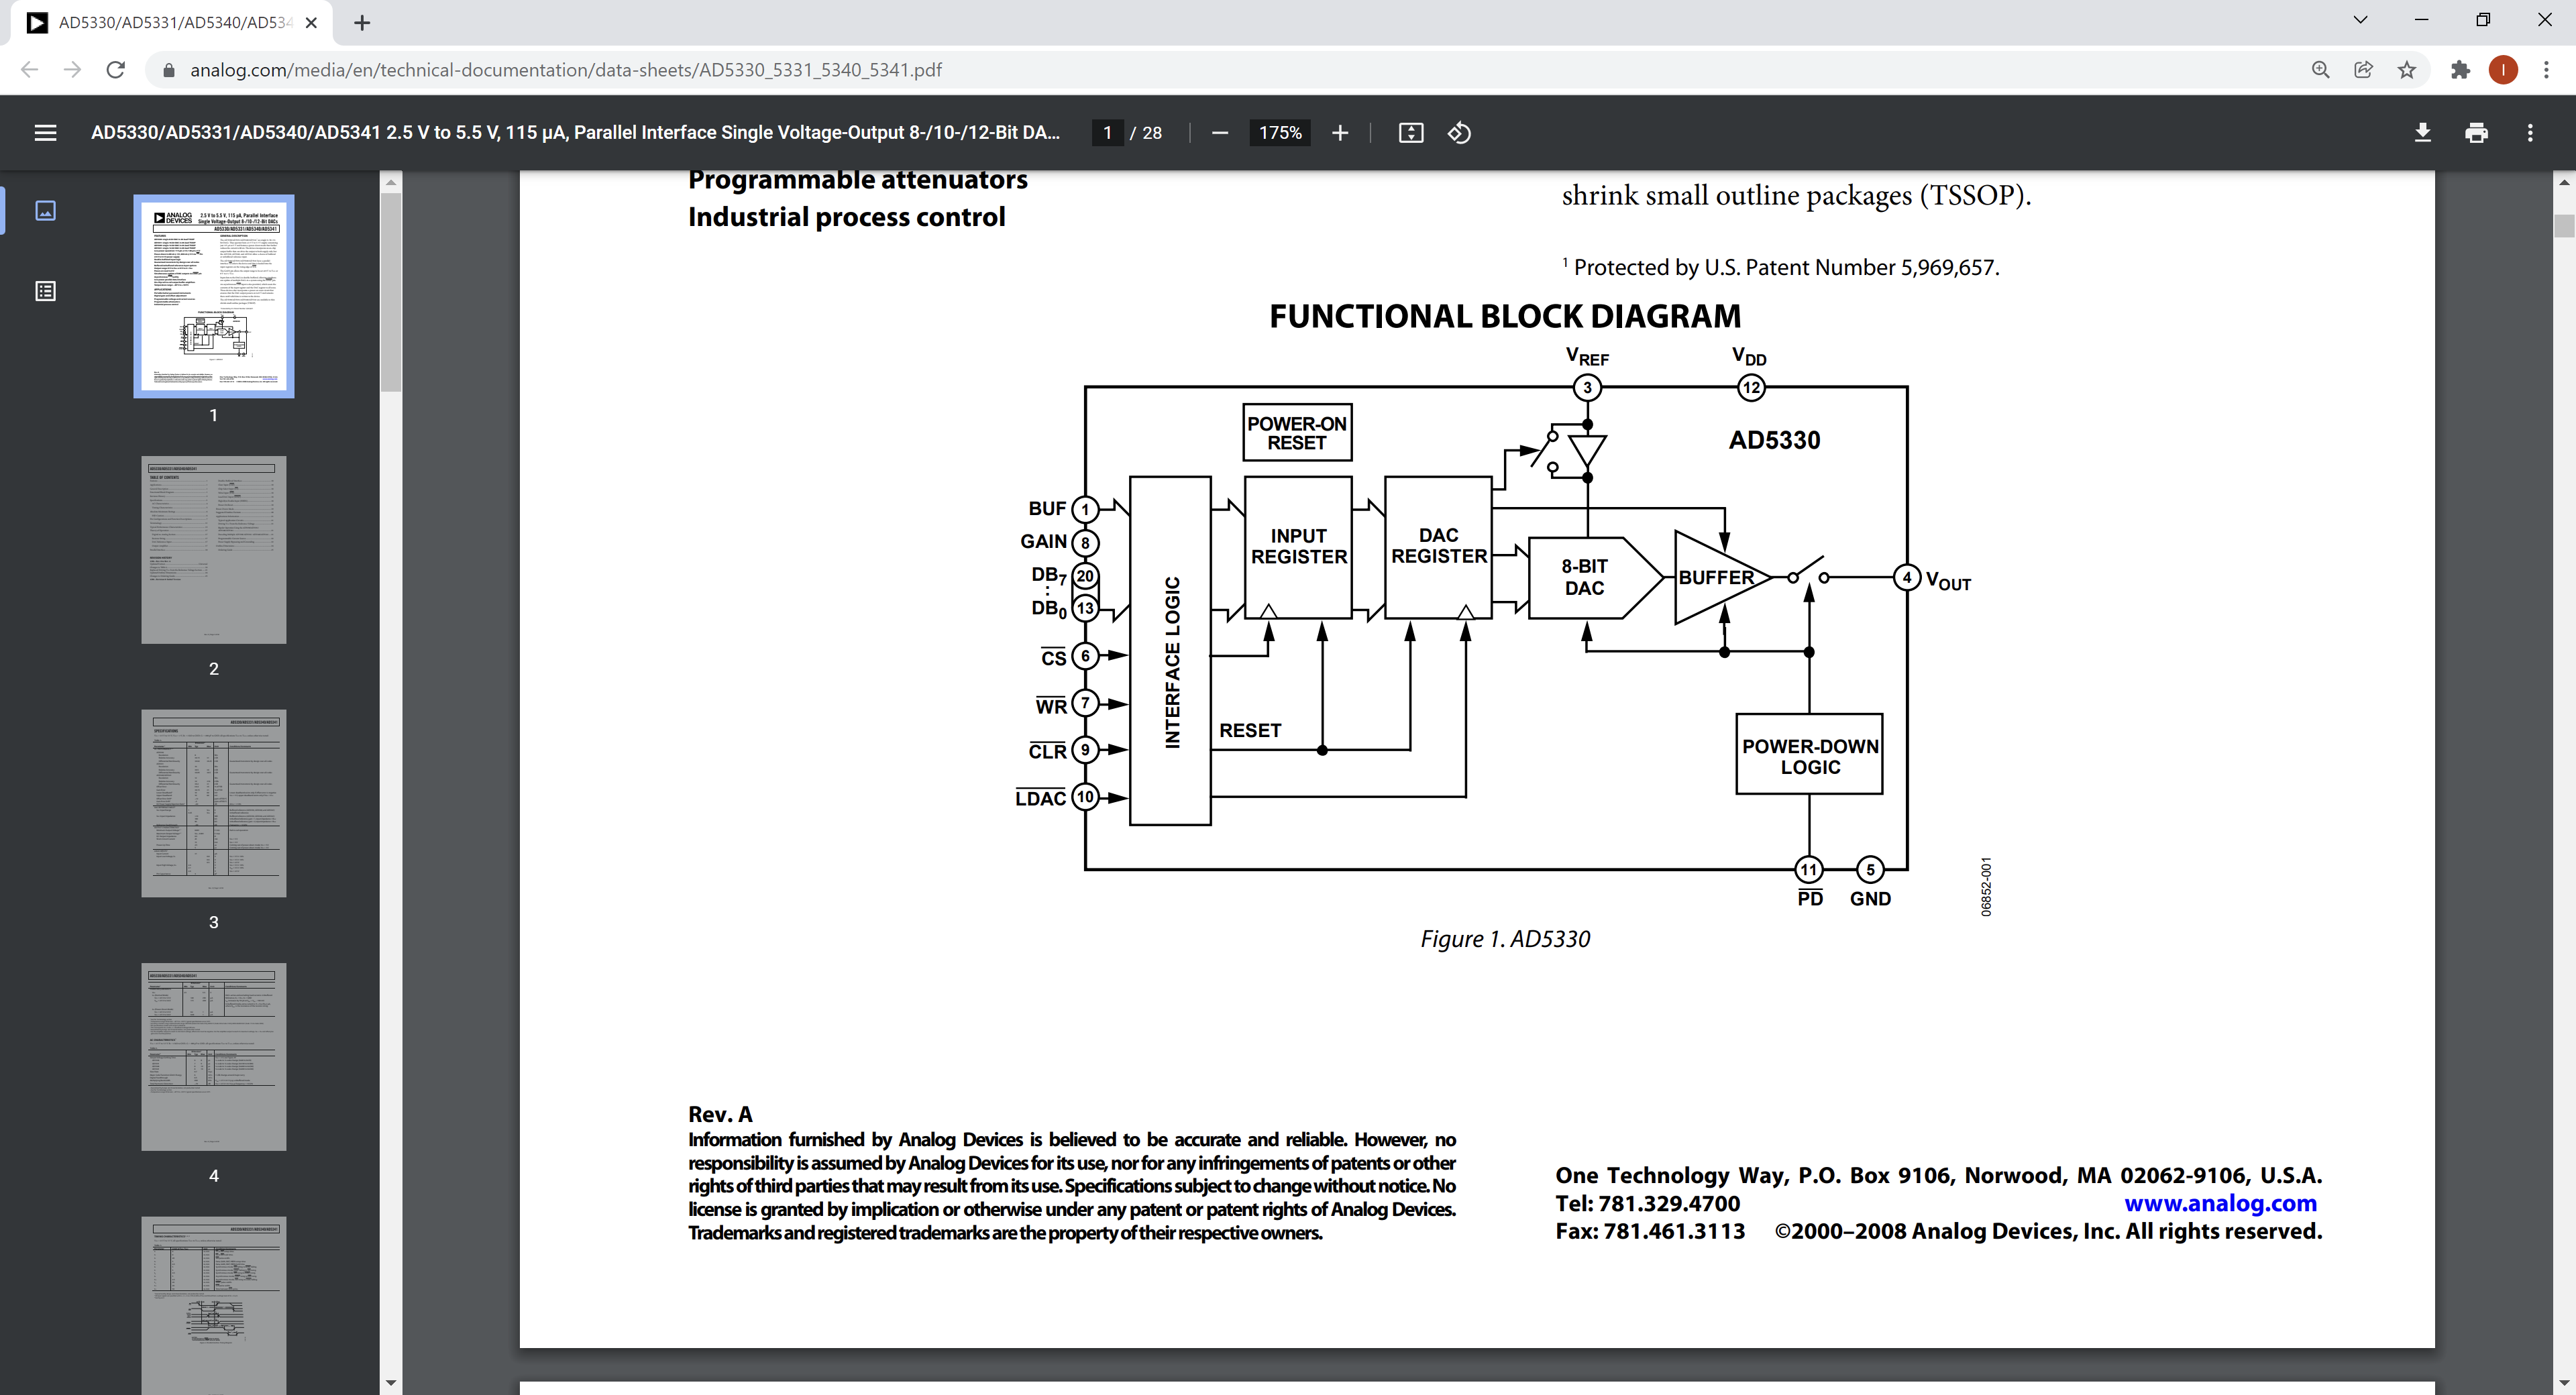 AD5330/AD5331/AD5340/AD534
analog.com/media/en/technical-documentation/data-sheets/AD5330_5331_5340_5341.pdf
I
AD5330/AD5331/AD5340/AD5341 2.5 V to 5.5 V, 115 μA, Parallel Interface Single Voltage-Output 8-/10-/12-Bit DA...
1 / 28
175%
1
2
3
4
Programmable attenuators
Industrial process control
shrink small outline packages (TSSOP).
1 Protected by U.S. Patent Number 5,969,657.
FUNCTIONAL BLOCK DIAGRAM
VREF
VDD
3
12
POWER-ON
RESET
AD5330
BUF 1
GAIN 8
DB7 20
DB0 13
CS 6
WR 7
CLR 9
LDAC 10
INTERFACE LOGIC
INPUT
REGISTER
DAC
REGISTER
8-BIT
DAC
BUFFER
4 VOUT
RESET
POWER-DOWN
LOGIC
11
5
PD
GND
06852-001
Figure 1. AD5330
Rev. A
Information furnished by Analog Devices is believed to be accurate and reliable. However, no
responsibility is assumed by Analog Devices for its use, nor for any infringements of patents or other
rights of third parties that may result from its use. Specifications subject to change without notice. No
license is granted by implication or otherwise under any patent or patent rights of Analog Devices.
Trademarks and registered trademarks are the property of their respective owners.
One Technology Way, P.O. Box 9106, Norwood, MA 02062-9106, U.S.A.
Tel: 781.329.4700 www.analog.com
Fax: 781.461.3113 ©2000–2008 Analog Devices, Inc. All rights reserved.